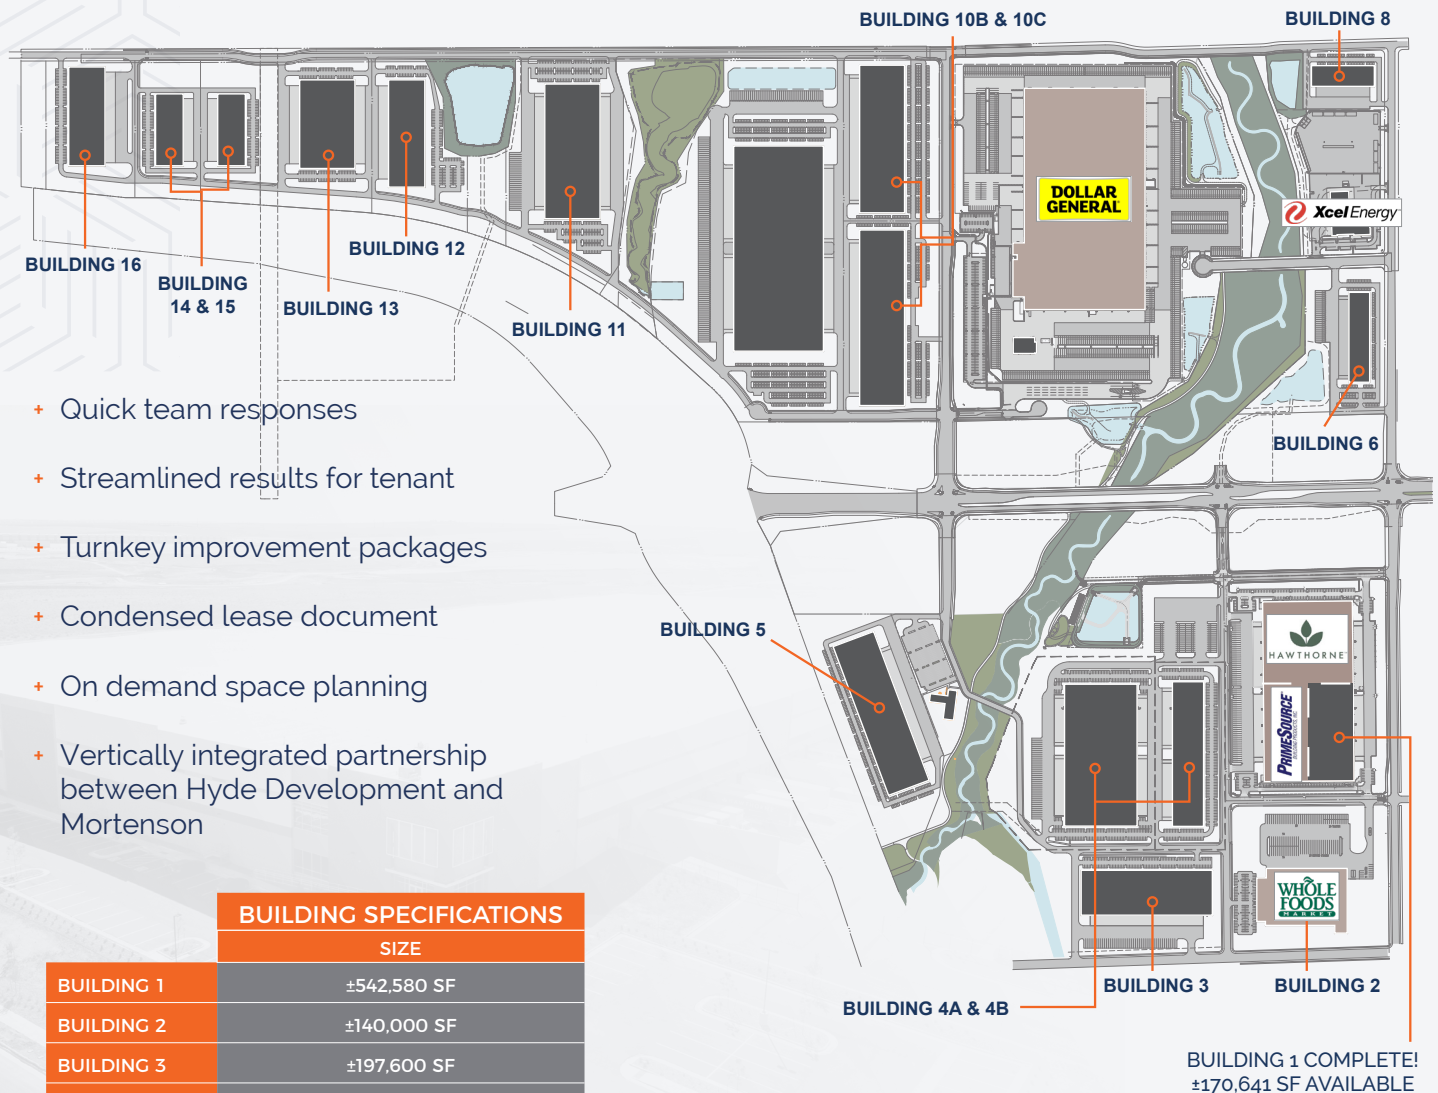 BUILDING 10B & 10C
BUILDING 8
DOLLAR
GENERAL
Xcel Energy
BUILDING 16
BUILDING
14 & 15
BUILDING 13
BUILDING 12
BUILDING 11
BUILDING 6
+ Quick team responses
+ Streamlined results for tenant
+ Turnkey improvement packages
+ Condensed lease document
+ On demand space planning
+ Vertically integrated partnership
between Hyde Development and
Mortenson
BUILDING 5
HAWTHORNE
PRIMESOURCE
WHOLE
FOODS
MARKET
BUILDING 3
BUILDING 2
BUILDING 4A & 4B
BUILDING 1 COMPLETE!
±170,641 SF AVAILABLE
BUILDING SPECIFICATIONS
SIZE
BUILDING 1 ±542,580 SF
BUILDING 2 ±140,000 SF
BUILDING 3 ±197,600 SF